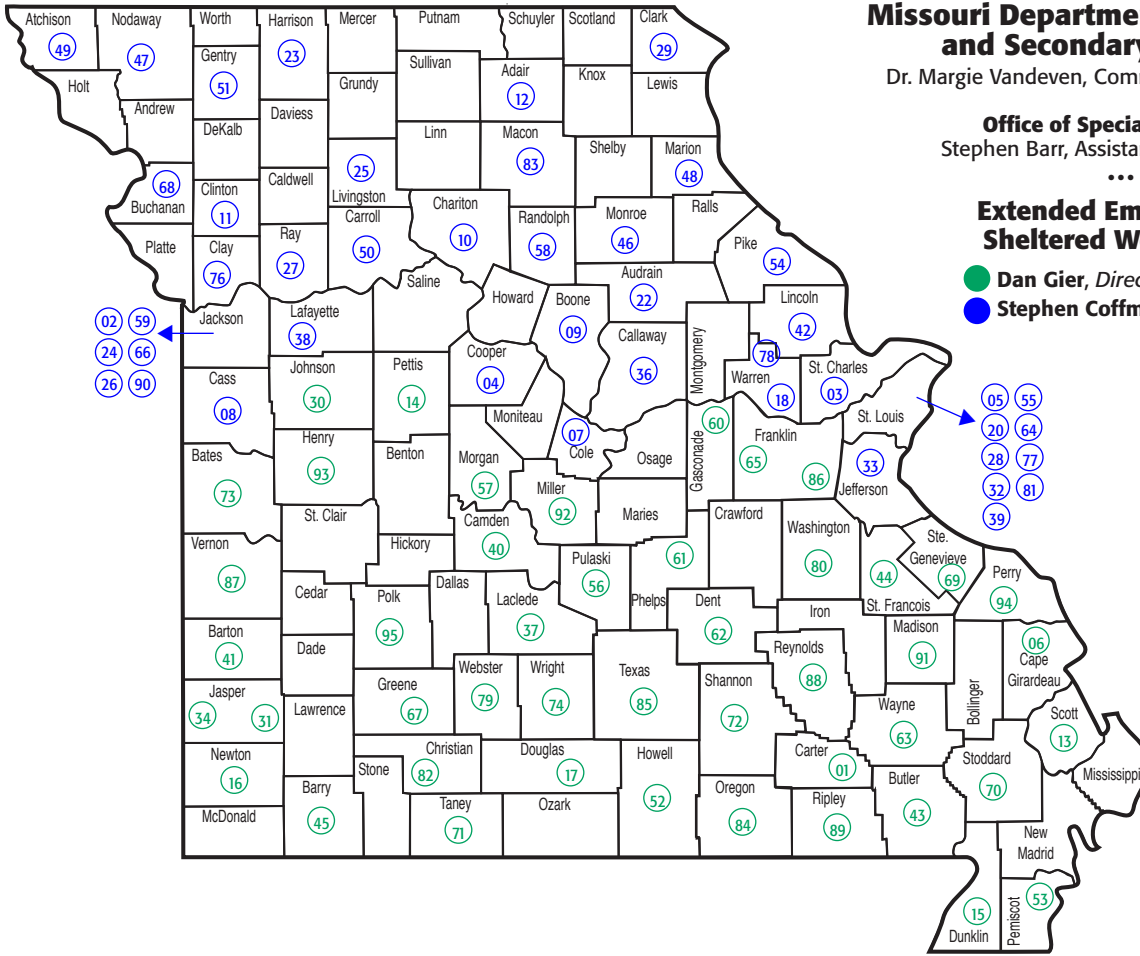 Missouri Departme
and Secondary
Dr. Margie Vandeven, Comm
Office of Specia
Stephen Barr, Assista
...
Extended Em
Sheltered W
Dan Gier, Direc
Stephen Coffm
Atchison
49
Nodaway
47
Worth
Harrison
23
Mercer
Putnam
Schuyler
Scotland
Clark
29
Holt
Gentry
51
Sullivan
Adair
12
Knox
Lewis
Grundy
Andrew
Daviess
DeKalb
Linn
Macon
83
Shelby
Marion
48
68
Buchanan
Clinton
11
Caldwell
25
Livingston
Chariton
10
Randolph
58
Monroe
46
Ralls
Carroll
50
Platte
Clay
76
Ray
27
Pike
54
Audrain
22
Saline
Howard
Boone
09
Lincoln
42
02 59
24 66
26 90
Jackson
Lafayette
38
Callaway
36
Montgomery
78
Warren
18
St. Charles
03
St. Louis
05 55
20 64
28 77
32 81
39
Cass
08
Johnson
30
Pettis
14
Cooper
04
Moniteau
07
Cole
Osage
Gasconade
60
Franklin
65
86
33
Jefferson
Bates
73
Henry
93
Benton
Morgan
57
Miller
92
Maries
Crawford
Washington
80
Ste.
Genevieve
69
44
St. Francois
Perry
94
St. Clair
Camden
40
Vernon
87
Hickory
Pulaski
56
61
Phelps
Cedar
Polk
95
Dallas
Laclede
37
Dent
62
Iron
Madison
91
Barton
41
Dade
Reynolds
88
06
Cape
Girardeau
Webster
79
Wright
74
Texas
85
Shannon
72
Jasper
34
31
Lawrence
Greene
67
Wayne
63
Bollinger
Scott
13
Newton
16
Christian
82
Douglas
17
Howell
52
Carter
01
Stoddard
70
Mississippi
Stone
Barry
45
McDonald
Taney
71
Ozark
Oregon
84
Ripley
89
Butler
43
New
Madrid
15
Dunklin
Pemiscot
53